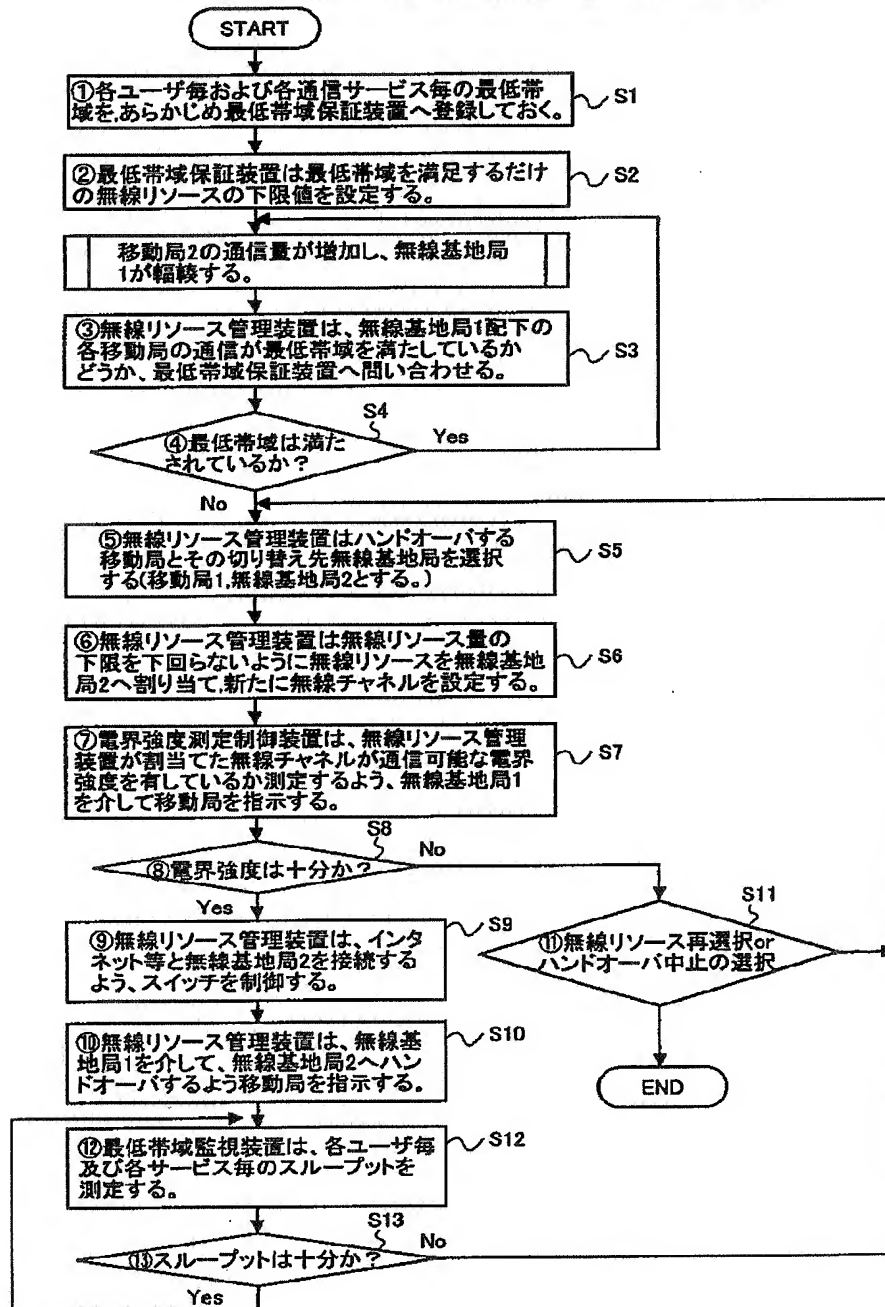 START
①各ユーザ毎および各通信サービス毎の最低帯
域を,あらかじめ最低帯域保証装置へ登録しておく。
S1
②最低帯域保証装置は最低帯域を満足するだけ
の無線リソースの下限値を設定する。
S2
移動局2の通信量が増加し、無線基地局
1が輻輳する。
③無線リソース管理装置は、無線基地局1配下の
各移動局の通信が最低帯域を満たしているか
どうか、最低帯域保証装置へ問い合わせる。
S3
S4
④最低帯域は満た
されているか？
Yes
No
⑤無線リソース管理装置はハンドオーバする
移動局とその切り替え先無線基地局を選択
する(移動局1,無線基地局2とする。)
S5
⑥無線リソース管理装置は無線リソース量の
下限を下回らないように無線リソースを無線基地
局2へ割り当て,新たに無線チャネルを設定する。
S6
⑦電界強度測定制御装置は、無線リソース管理
装置が割当てた無線チャネルが通信可能な電界
強度を有しているか測定するよう、無線基地局1
を介して移動局を指示する。
S7
S8
⑧電界強度は十分か？
No
Yes
⑨無線リソース管理装置は、インタ
ネット等と無線基地局2を接続する
よう、スイッチを制御する。
S9
S11
⑪無線リソース再選択or
ハンドオーバ中止の選択
⑩無線リソース管理装置は、無線基
地局1を介して、無線基地局2へハン
ドオーバするよう移動局を指示する。
S10
END
⑫最低帯域監視装置は、各ユーザ毎
及び各サービス毎のスループットを
測定する。
S12
S13
⑬スループットは十分か？
No
Yes